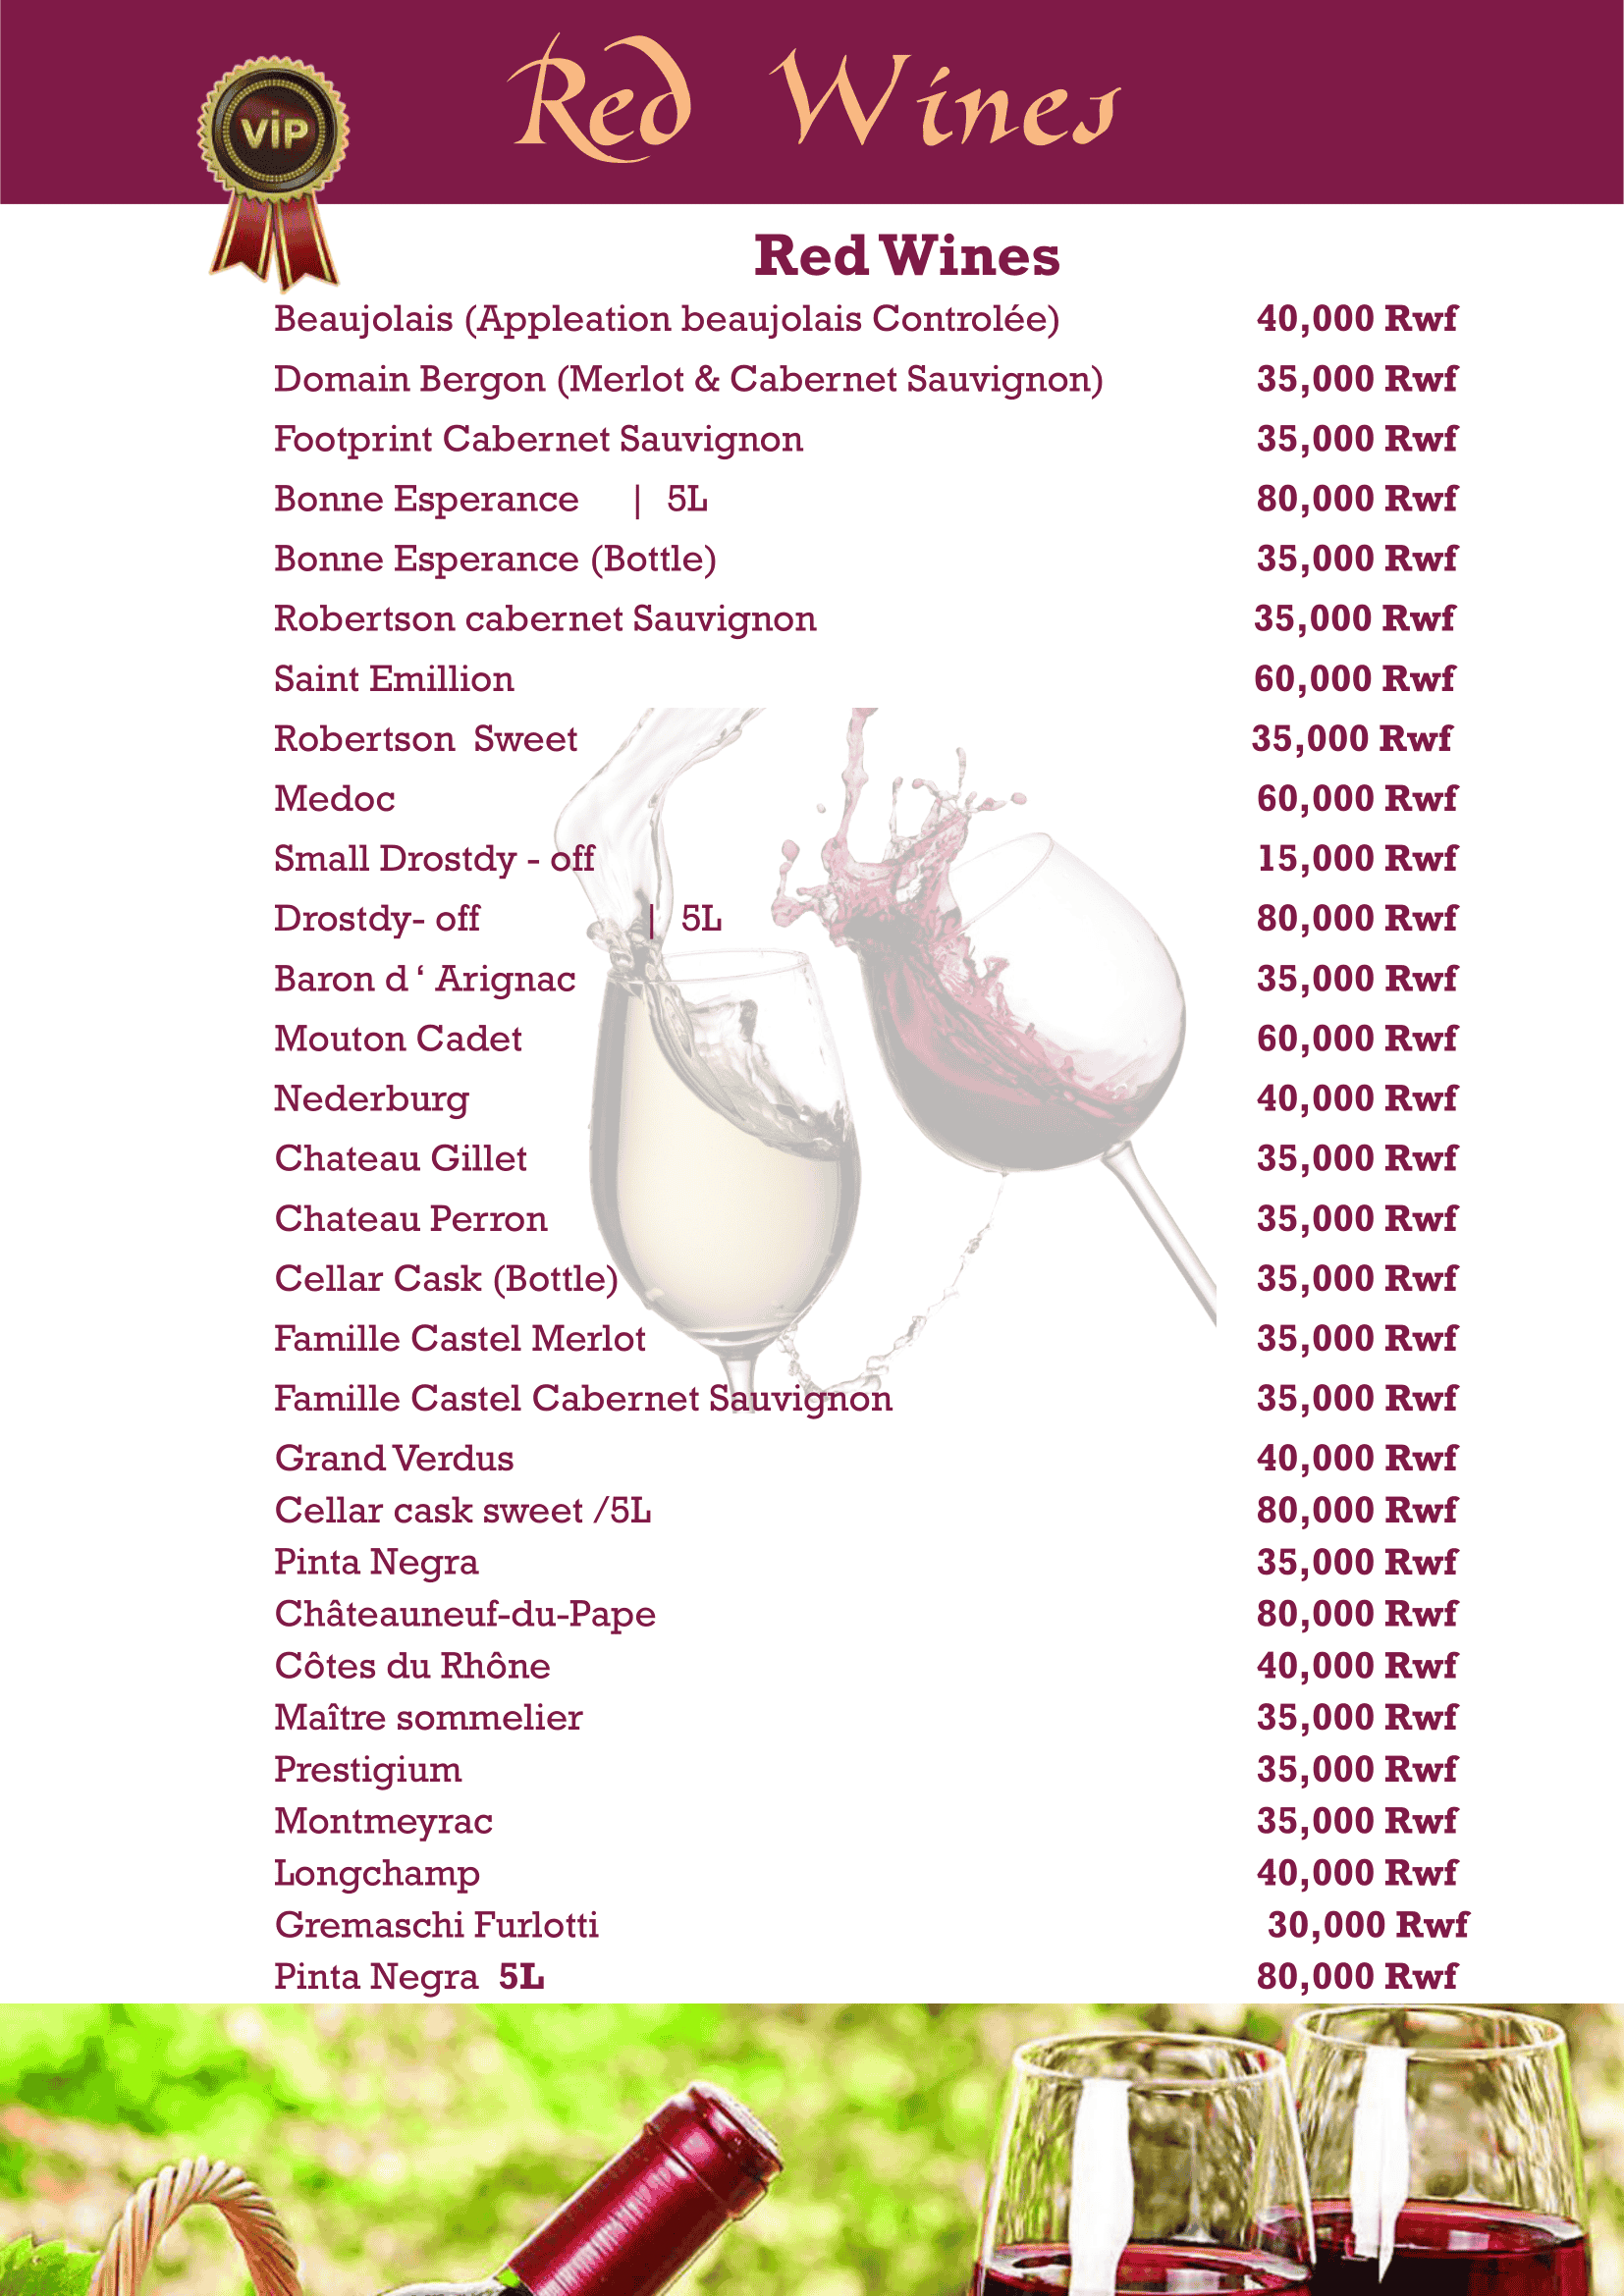 Red Wines
ViP
Red Wines
Beaujolais (Appleation beaujolais Controlée) 40,000 Rwf
Domain Bergon (Merlot & Cabernet Sauvignon) 35,000 Rwf
Footprint Cabernet Sauvignon 35,000 Rwf
Bonne Esperance | 5L 80,000 Rwf
Bonne Esperance (Bottle) 35,000 Rwf
Robertson cabernet Sauvignon 35,000 Rwf
Saint Emillion 60,000 Rwf
Robertson Sweet 35,000 Rwf
Medoc 60,000 Rwf
Small Drostdy - off 15,000 Rwf
Drostdy- off | 5L 80,000 Rwf
Baron d ‘ Arignac 35,000 Rwf
Mouton Cadet 60,000 Rwf
Nederburg 40,000 Rwf
Chateau Gillet 35,000 Rwf
Chateau Perron 35,000 Rwf
Cellar Cask (Bottle) 35,000 Rwf
Famille Castel Merlot 35,000 Rwf
Famille Castel Cabernet Sauvignon 35,000 Rwf
Grand Verdus 40,000 Rwf
Cellar cask sweet /5L 80,000 Rwf
Pinta Negra 35,000 Rwf
Châteauneuf-du-Pape 80,000 Rwf
Côtes du Rhône 40,000 Rwf
Maître sommelier 35,000 Rwf
Prestigium 35,000 Rwf
Montmeyrac 35,000 Rwf
Longchamp 40,000 Rwf
Gremaschi Furlotti 30,000 Rwf
Pinta Negra 5L 80,000 Rwf